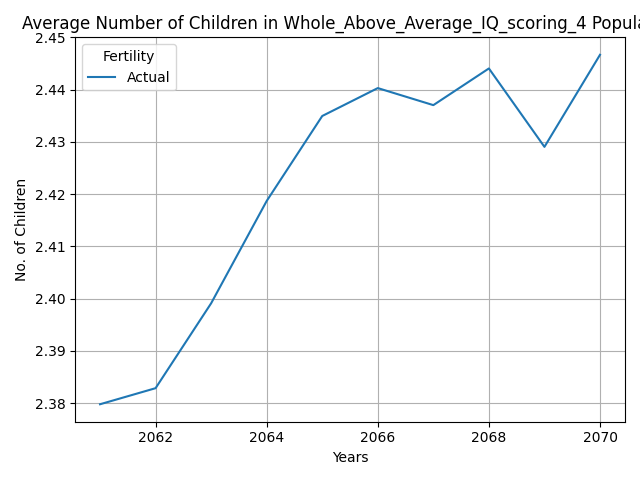 Average Number of Children in Whole_Above_Average_IQ_scoring_4 Popula
2.45
Fertility
Actual
2.44
2.43
2.42
2.41
2.40
2.39
2.38
No. of Children
2062 2064 2066 2068 2070
Years